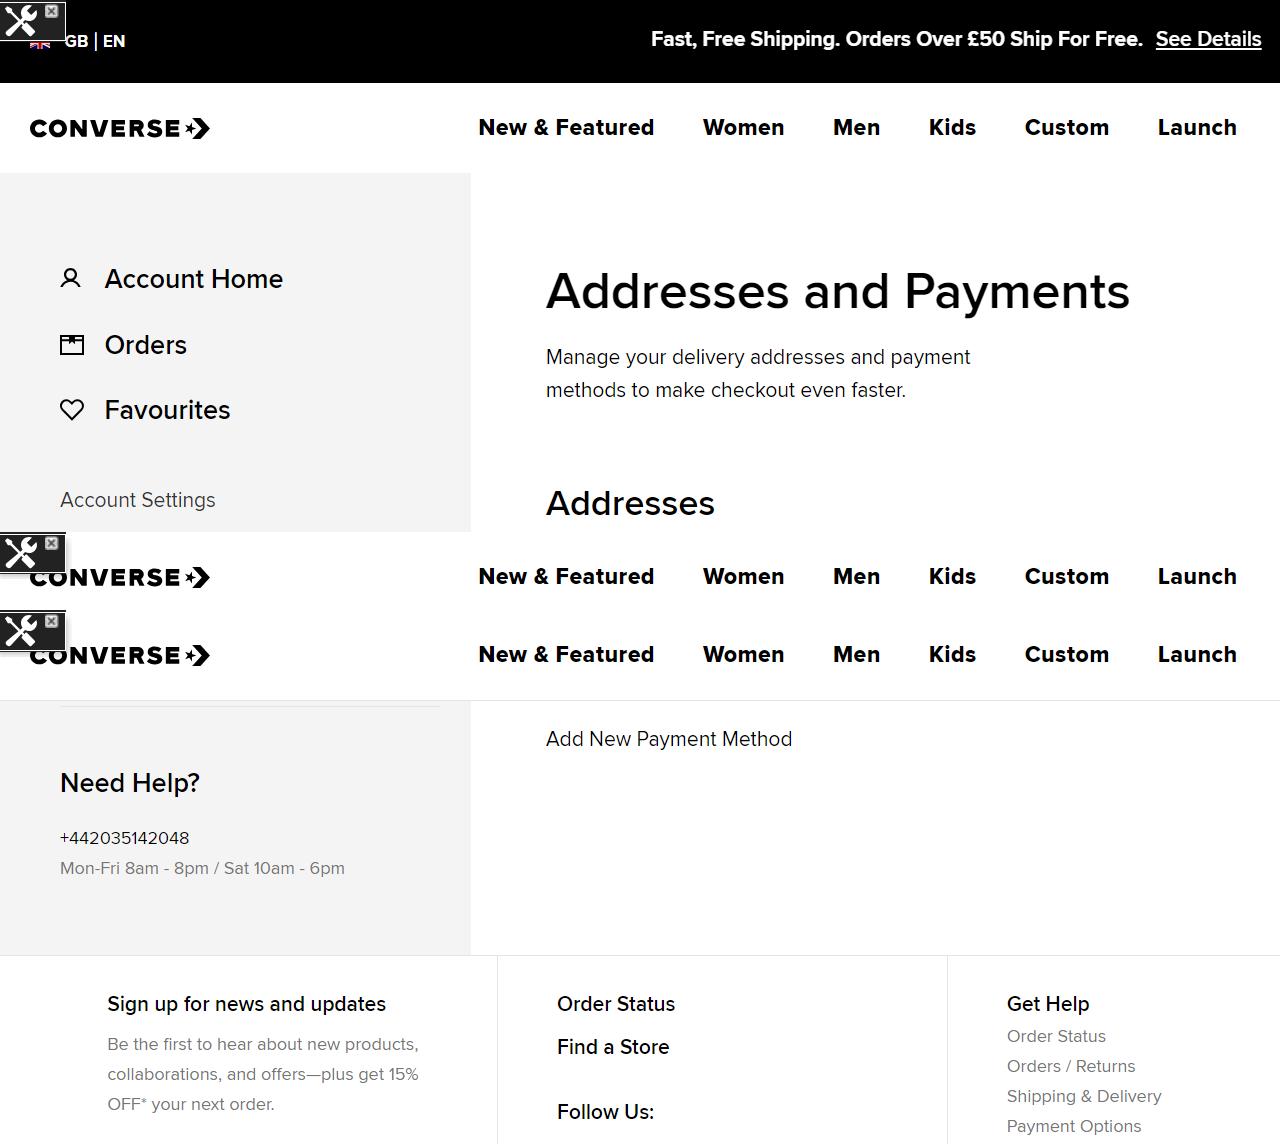 GB | EN
Fast, Free Shipping. Orders Over £50 Ship For Free. See Details
CONVERSE
New & Featured Women Men Kids Custom Launch
Account Home
Orders
Favourites
Account Settings
Addresses and Payments
Manage your delivery addresses and payment
methods to make checkout even faster.
Addresses
CONVERSE
New & Featured Women Men Kids Custom Launch
CONVERSE
New & Featured Women Men Kids Custom Launch
Add New Payment Method
Need Help?
+442035142048
Mon-Fri 8am - 8pm / Sat 10am - 6pm
Sign up for news and updates
Be the first to hear about new products,
collaborations, and offers—plus get 15%
OFF* your next order.
Order Status
Find a Store
Follow Us:
Get Help
Order Status
Orders / Returns
Shipping & Delivery
Payment Options